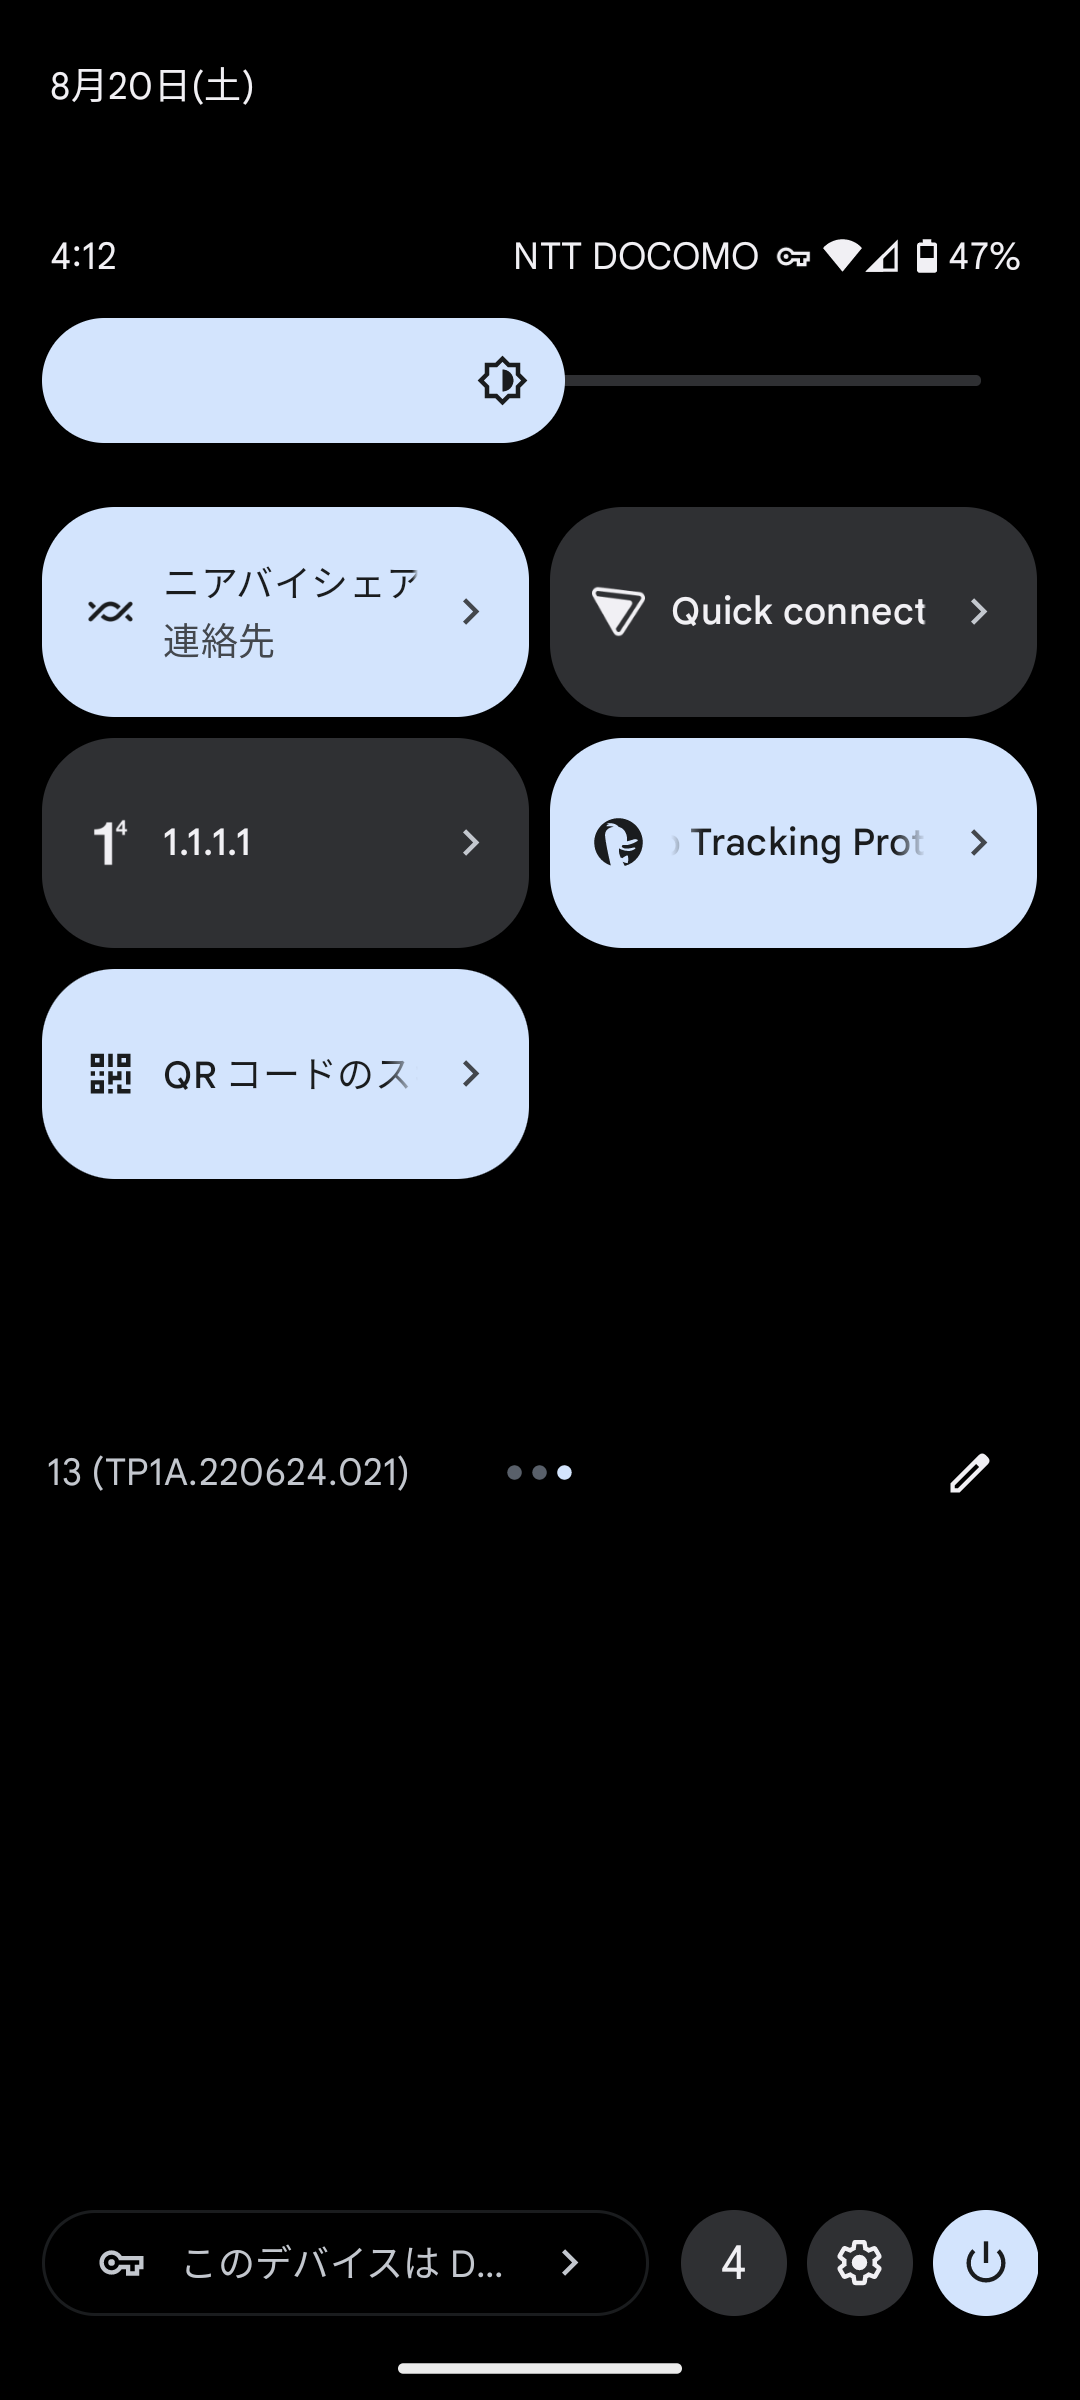 8月20日(土)
4:12
NTT DOCOMO
47%
ニアバイシェア
連絡先
Quick connect
1.1.1.1
Tracking Prot
QR コードのス
13 (TP1A.220624.021)
このデバイスは D...
4